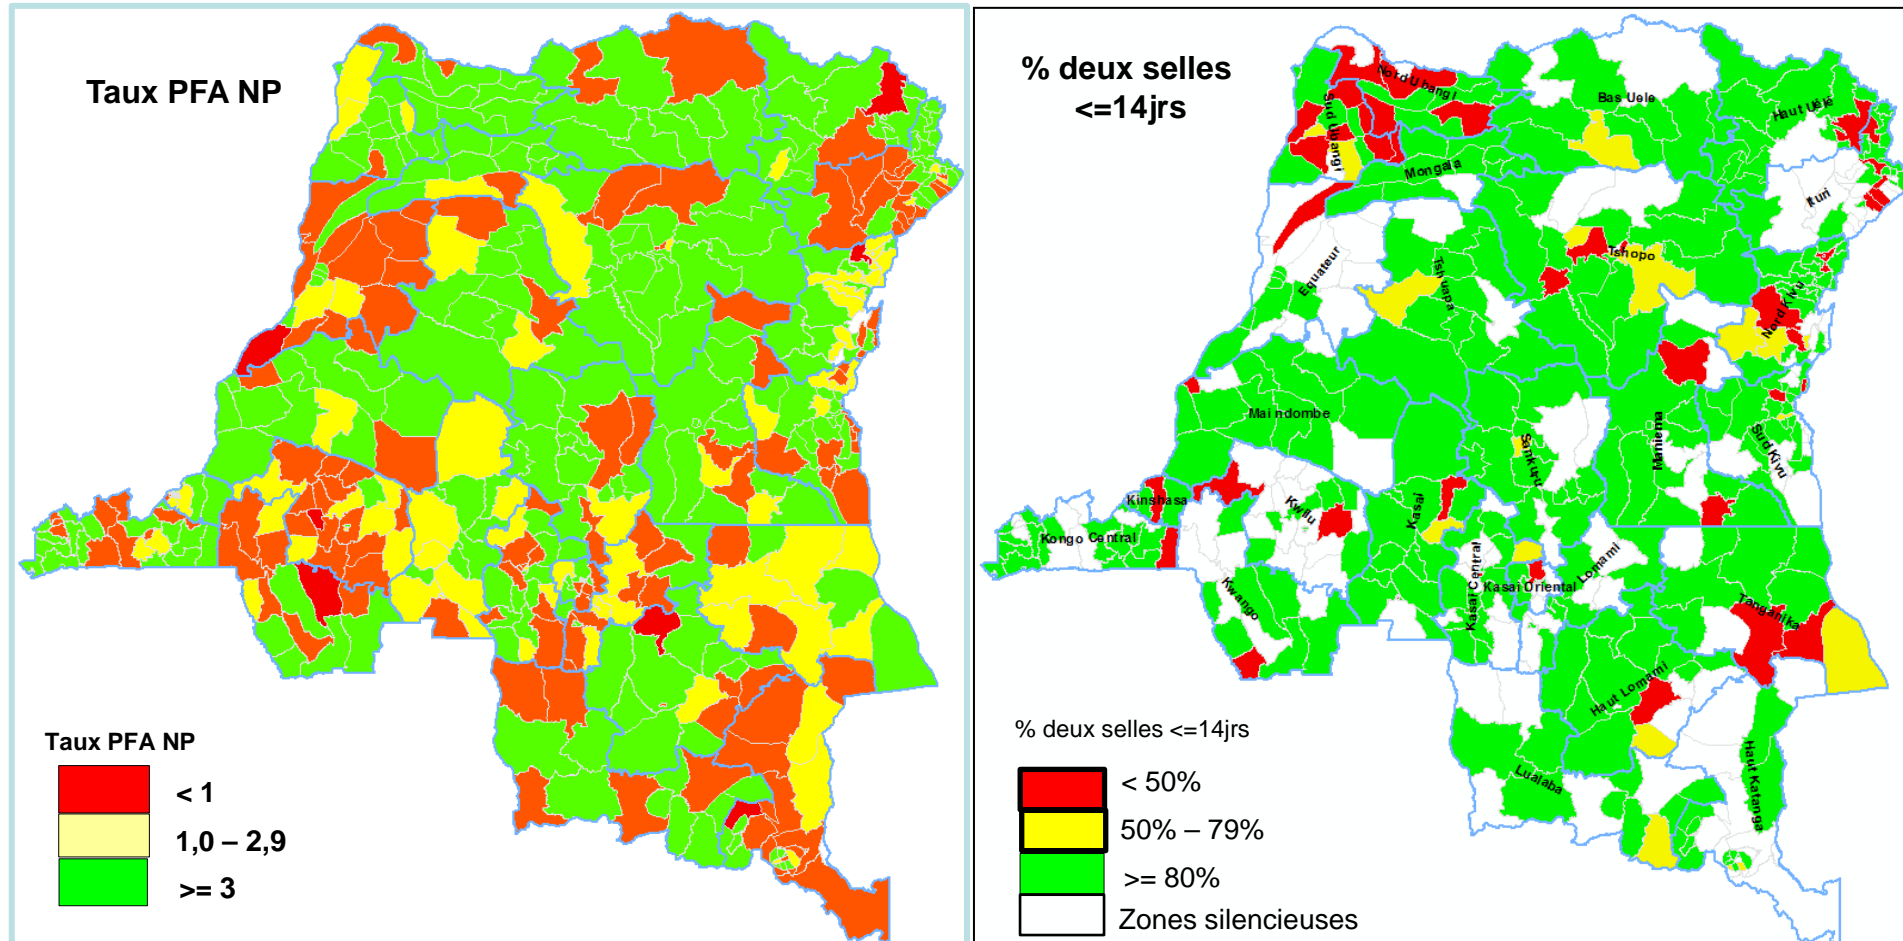 Taux PFA NP
Taux PFA NP
< 1
1,0 – 2,9
>= 3
% deux selles
<=14jrs
Nord Ubangi
Sud Ubangi
Bas Uele
Haut Uélé
Mongala
Ituri
Equateur
Tshuapa
Tshopo
Nord Kivu
Mai ndombe
Sankuru
Maniema
Sud Kivu
Kinshasa
Kwilu
Kasai
Kongo Central
Kwango
Kasai Central
Kasai Oriental
Lomami
Tanganika
Haut Lomami
Lualaba
Haut Katanga
% deux selles <=14jrs
< 50%
50% – 79%
>= 80%
Zones silencieuses